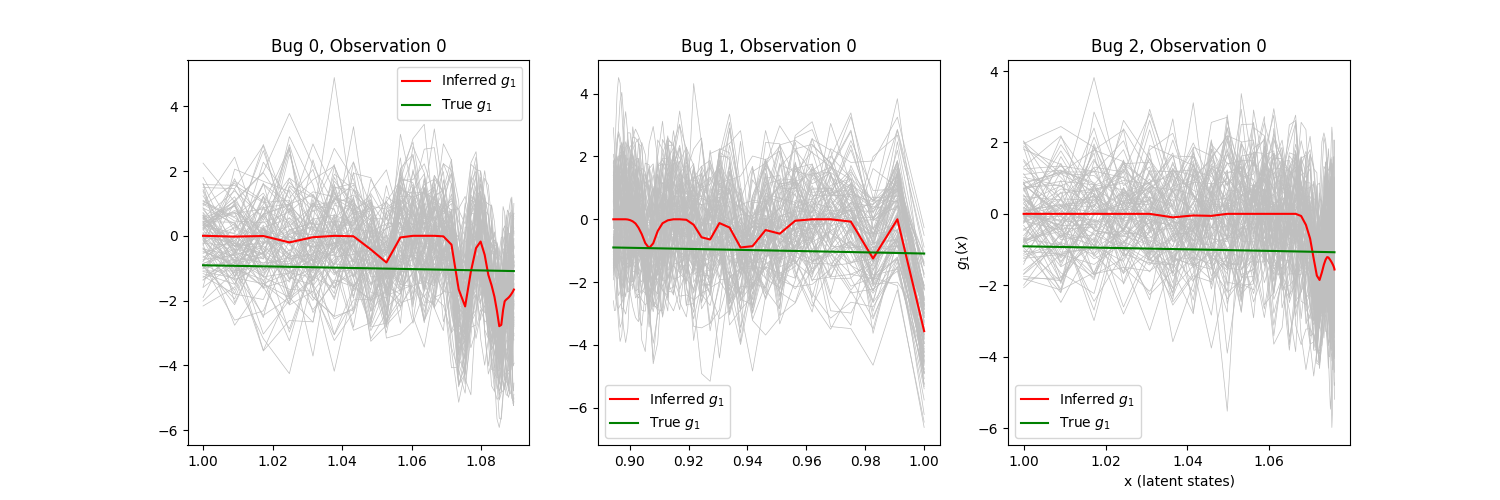 Bug 0, Observation 0
Inferred g₁
True g₁
4
2
0
−2
−4
−6
1.00 1.02 1.04 1.06 1.08
Bug 1, Observation 0
4
2
0
−2
−4
−6
Inferred g₁
True g₁
0.90 0.92 0.94 0.96 0.98 1.00
Bug 2, Observation 0
g₁(x)
4
2
0
−2
−4
−6
Inferred g₁
True g₁
1.00 1.02 1.04 1.06
x (latent states)